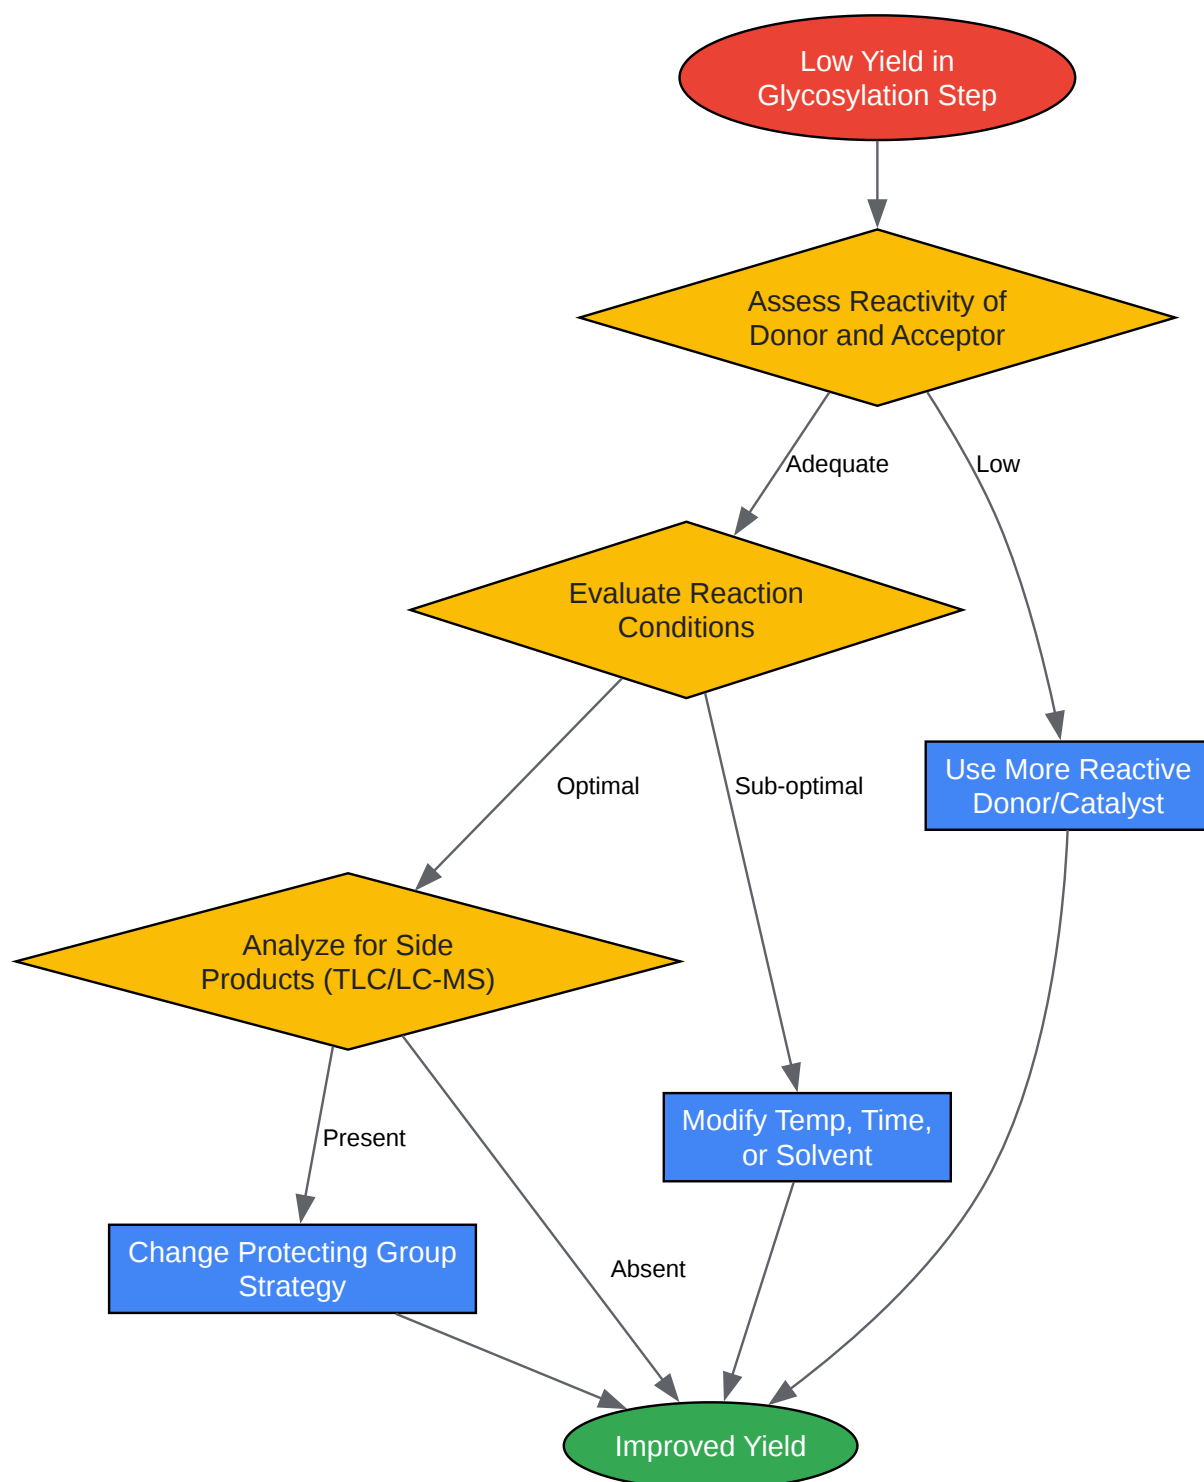 Low Yield in
Glycosylation Step
Assess Reactivity of
Donor and Acceptor
Adequate
Low
Evaluate Reaction
Conditions
Optimal
Sub-optimal
Use More Reactive
Donor/Catalyst
Analyze for Side
Products (TLC/LC-MS)
Present
Modify Temp, Time,
or Solvent
Change Protecting Group
Strategy
Absent
Improved Yield